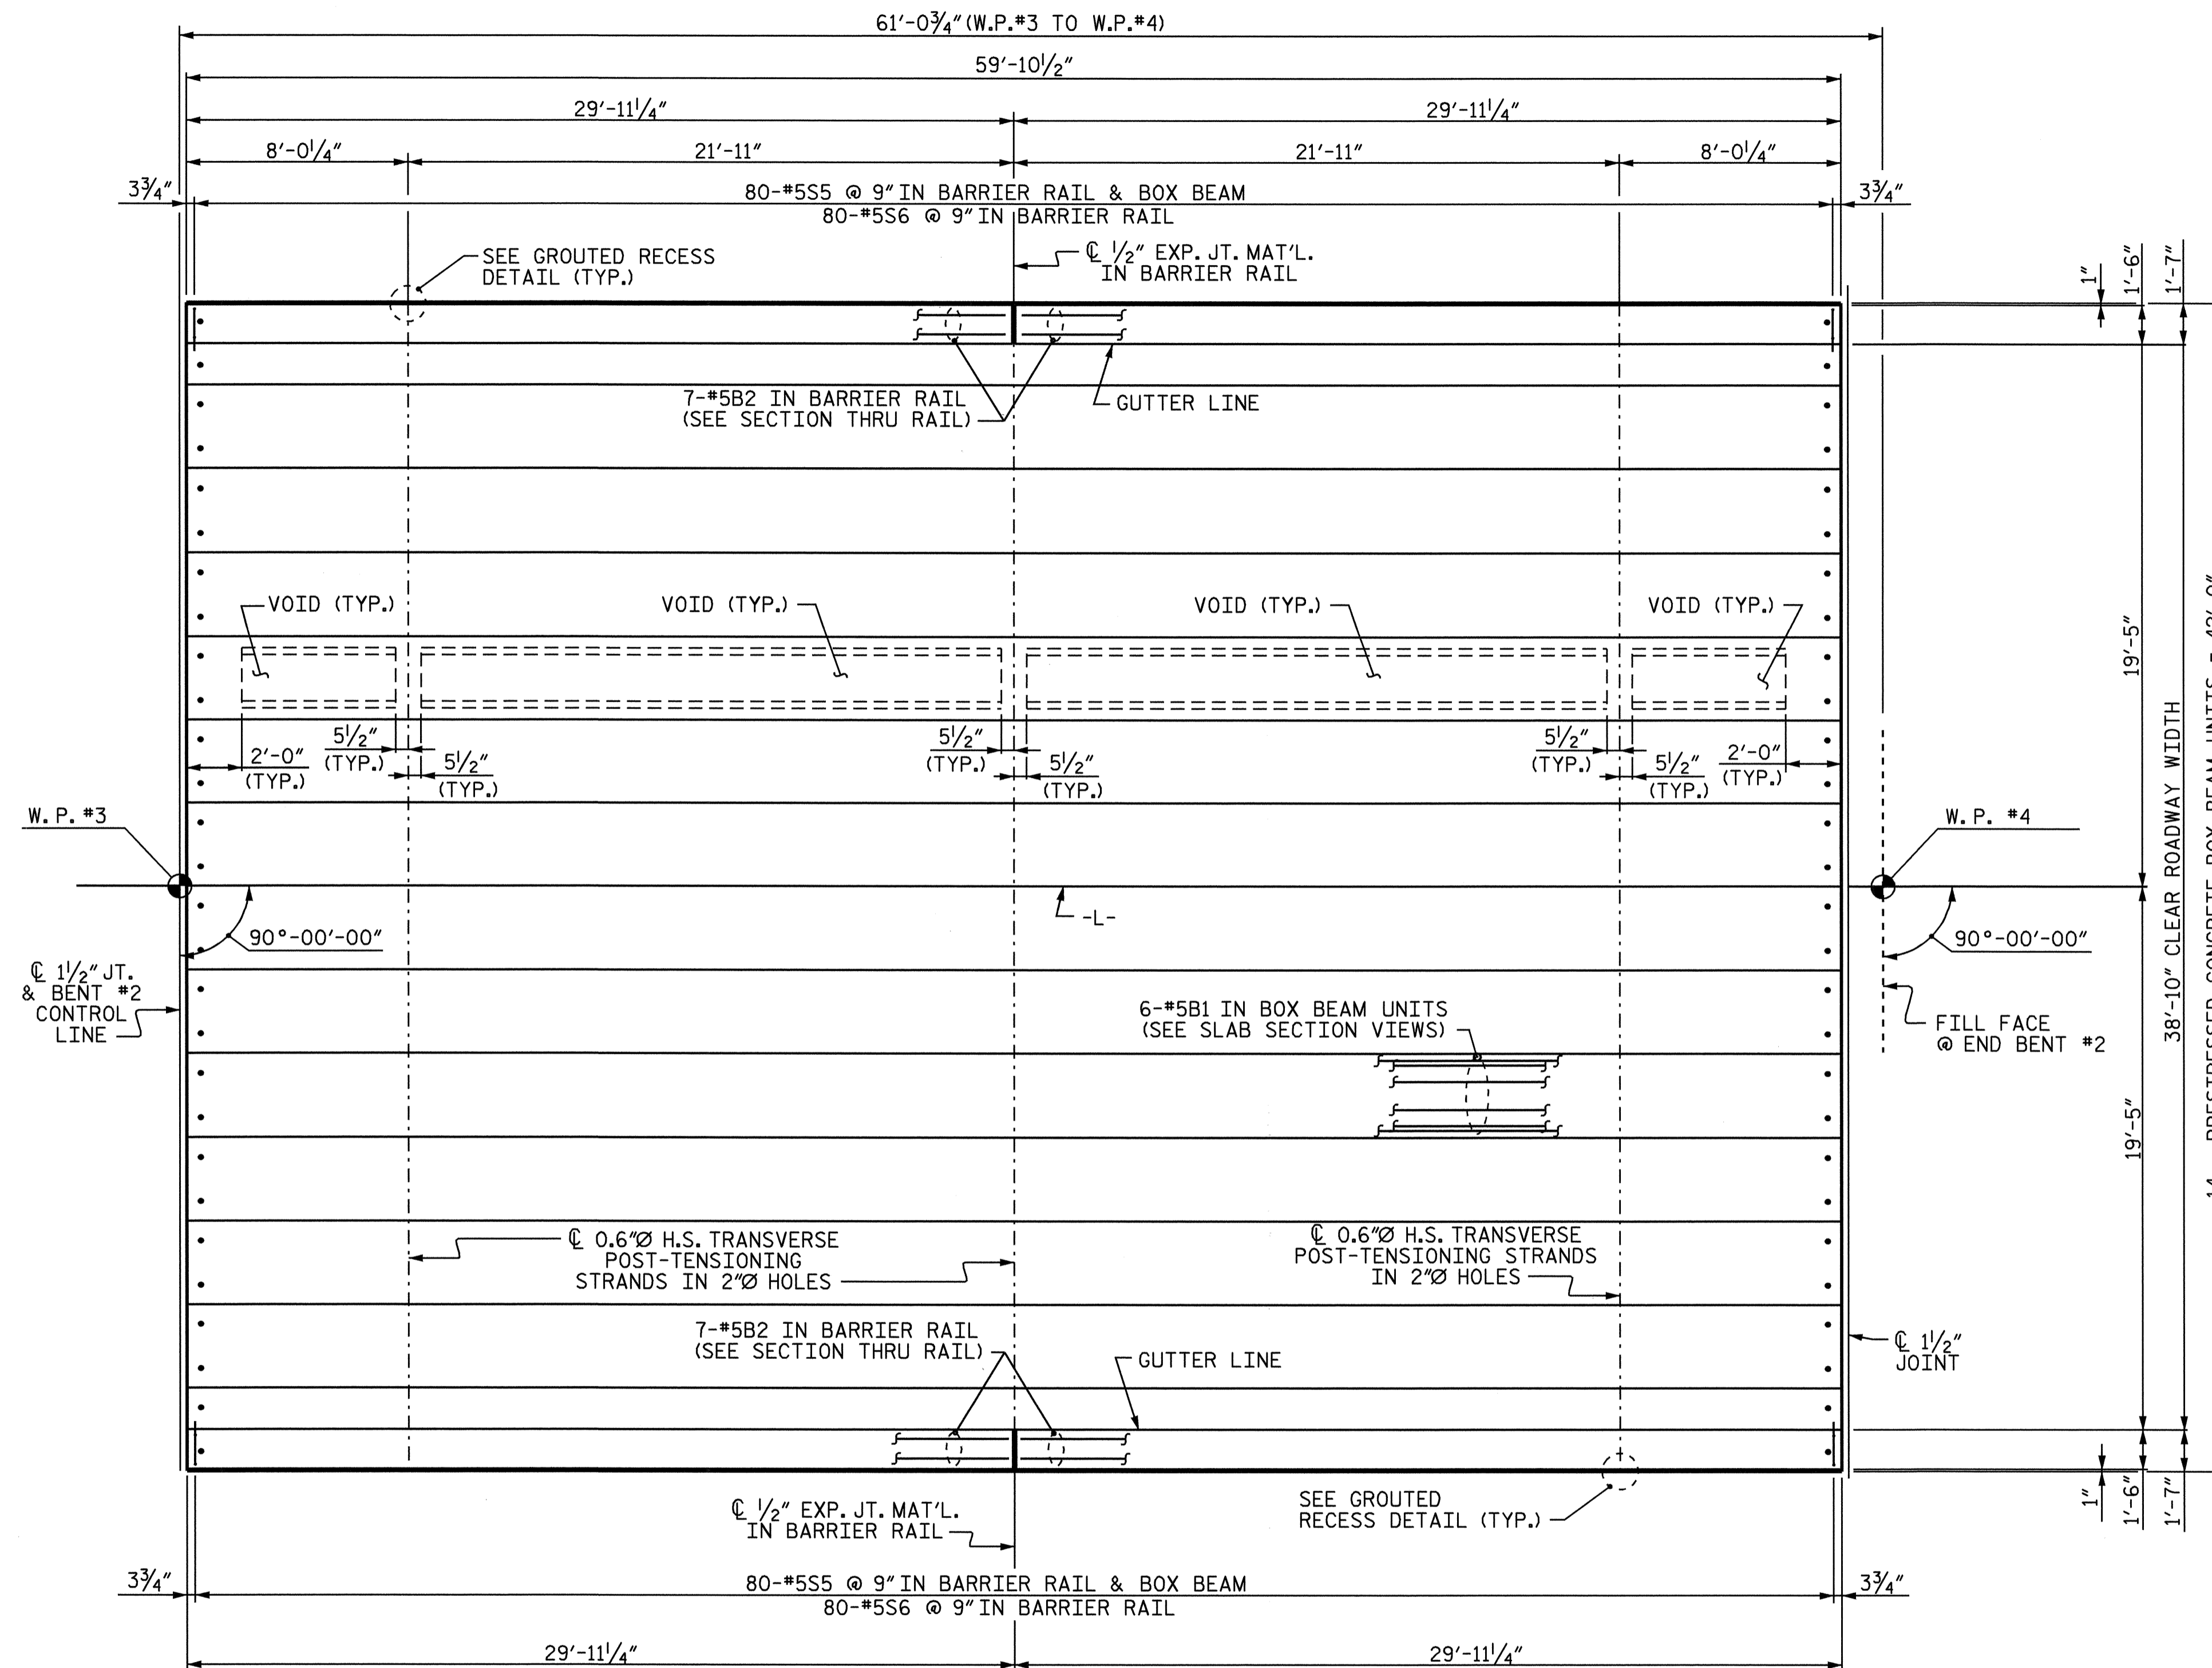 61'-0¾" (W.P.#3 TO W.P.#4)
59'-10½"
29'-11¼"
29'-11¼"
8'-0¼"
21'-11"
21'-11"
8'-0¼"
3¾"
80-#5S5 @ 9" IN BARRIER RAIL & BOX BEAM
80-#5S6 @ 9" IN BARRIER RAIL
3¾"
SEE GROUTED RECESS
DETAIL (TYP.)
℄ ½" EXP. JT. MAT'L.
IN BARRIER RAIL
1"
1'-6"
1'-7"
7-#5B2 IN BARRIER RAIL
(SEE SECTION THRU RAIL)
GUTTER LINE
VOID (TYP.)
VOID (TYP.)
VOID (TYP.)
VOID (TYP.)
2'-0"
(TYP.)
5½"
(TYP.)
5½"
(TYP.)
5½"
(TYP.)
5½"
(TYP.)
5½"
(TYP.)
5½"
(TYP.)
2'-0"
(TYP.)
19'-5"
38'-10" CLEAR ROADWAY WIDTH
W.P. #3
W.P. #4
-L-
90°-00'-00"
90°-00'-00"
℄ 1½" JT.
& BENT #2
CONTROL
LINE
6-#5B1 IN BOX BEAM UNITS
(SEE SLAB SECTION VIEWS)
FILL FACE
@ END BENT #2
19'-5"
℄ 0.6"Ø H.S. TRANSVERSE
POST-TENSIONING
STRANDS IN 2"Ø HOLES
℄ 0.6"Ø H.S. TRANSVERSE
POST-TENSIONING STRANDS
IN 2"Ø HOLES
7-#5B2 IN BARRIER RAIL
(SEE SECTION THRU RAIL)
GUTTER LINE
℄ 1½"
JOINT
℄ ½" EXP. JT. MAT'L.
IN BARRIER RAIL
SEE GROUTED
RECESS DETAIL (TYP.)
1"
1'-6"
1'-7"
3¾"
80-#5S5 @ 9" IN BARRIER RAIL & BOX BEAM
80-#5S6 @ 9" IN BARRIER RAIL
3¾"
29'-11¼"
29'-11¼"